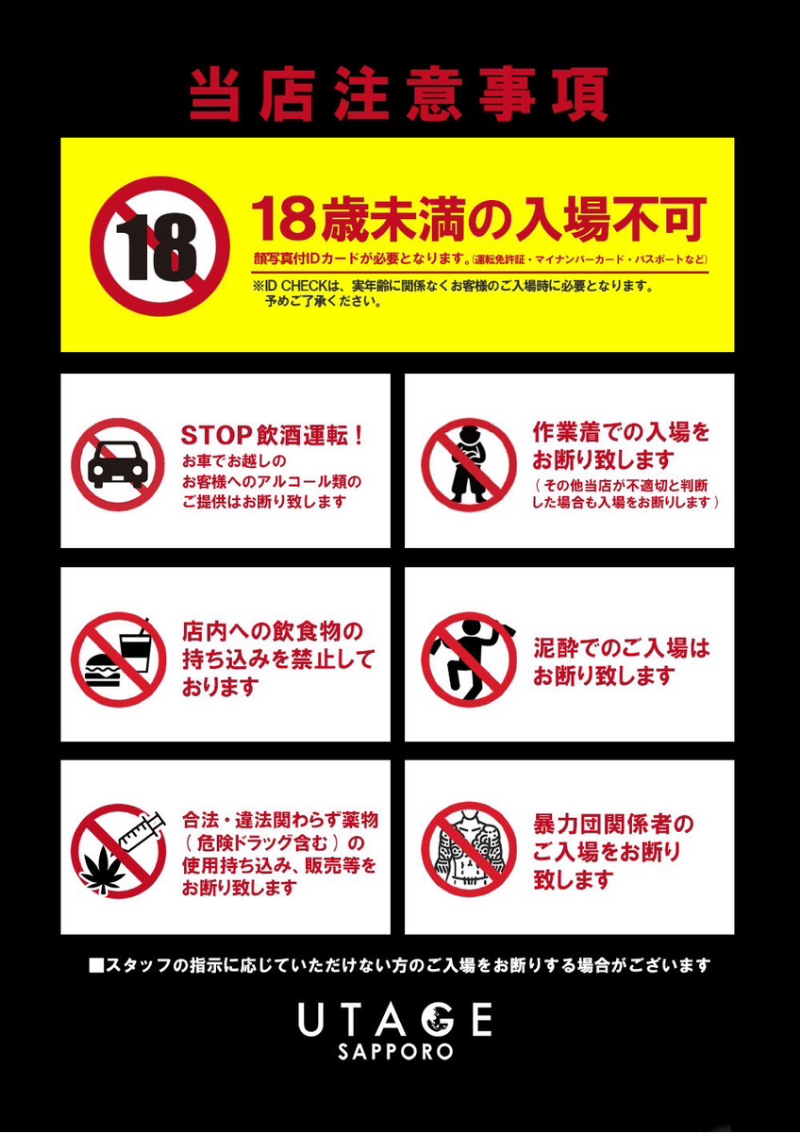 当店注意事項
18
18歳未満の入場不可
顔写真付IDカードが必要となります。(運転免許証・マイナンバーカード・パスポートなど)
※ID CHECKは、実年齢に関係なくお客様のご入場時に必要となります。
予めご了承ください。
STOP飲酒運転!
お車でお越しの
お客様へのアルコール類の
ご提供はお断り致します
作業着での入場を
お断り致します
(その他当店が不適切と判断
した場合も入場をお断りします)
店内への飲食物の
持ち込みを禁止して
おります
泥酔でのご入場は
お断り致します
合法・違法関わらず薬物
(危険ドラッグ含む)の
使用持ち込み、販売等を
お断り致します
暴力団関係者の
ご入場をお断り
致します
■スタッフの指示に応じていただけない方のご入場をお断りする場合がございます
UTAGE
SAPPORO